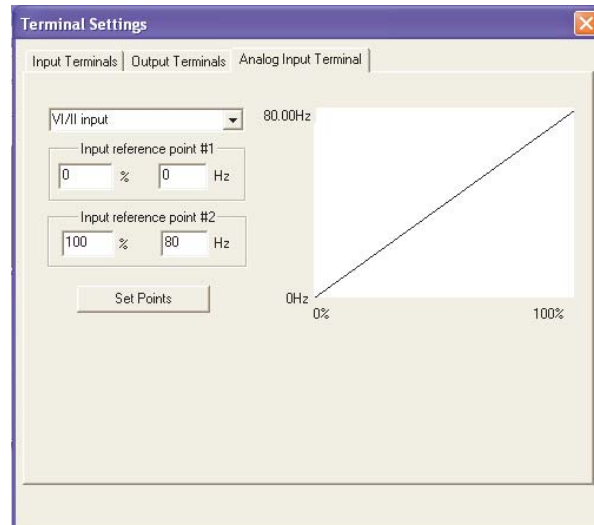 Terminal Settings
Input Terminals Output Terminals Analog Input Terminal
VI/II input
Input reference point #1
0 % 0 Hz
Input reference point #2
100 % 80 Hz
Set Points
80.00Hz
0Hz
0% 100%